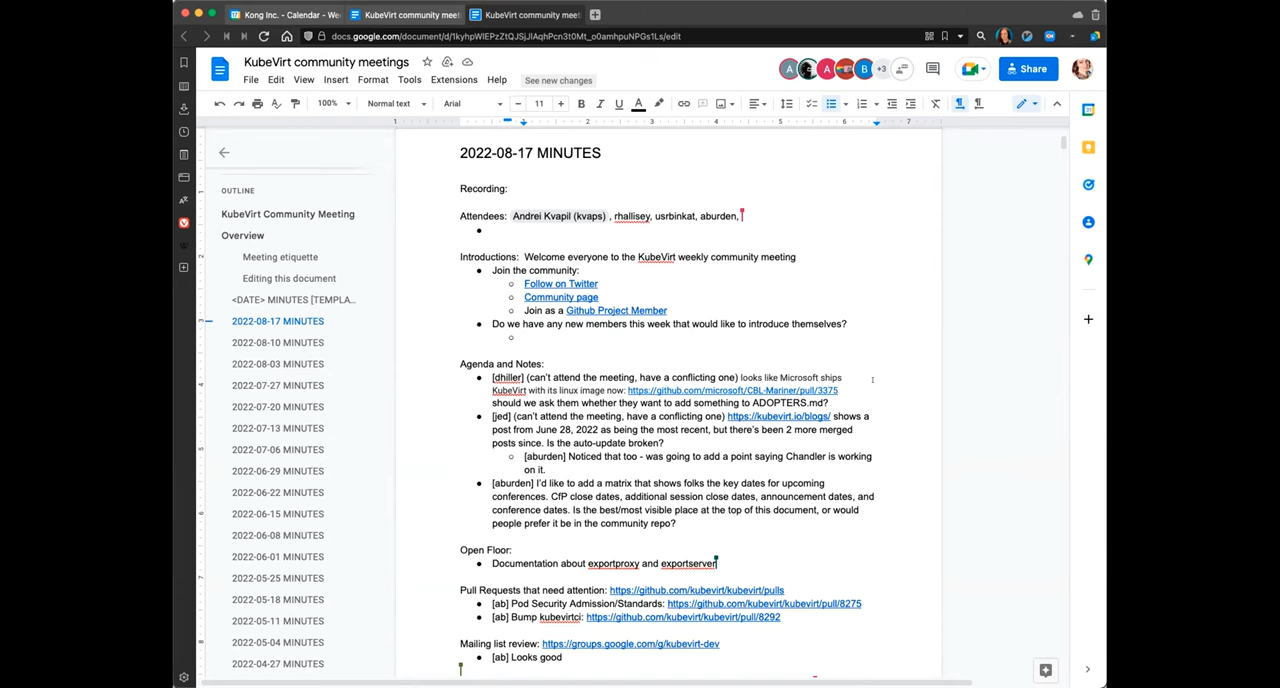 Kong Inc. - Calendar - We
KubeVirt community meet
KubeVirt community meet
docs.google.com/document/d/1kyhpWIEPzZtQJSjJIAqhPcn3t0Mt_o0amhpuNPGs1Ls/edit
KubeVirt community meetings
File Edit View Insert Format Tools Extensions Help See new changes
A A B +3 Share
100% Normal text Arial 11 B I U A
1 1 2 3 4 5 6 7
OUTLINE
KubeVirt Community Meeting
Overview
Meeting etiquette
Editing this document
<DATE> MINUTES [TEMPLA...
2022-08-17 MINUTES
2022-08-10 MINUTES
2022-08-03 MINUTES
2022-07-27 MINUTES
2022-07-20 MINUTES
2022-07-13 MINUTES
2022-07-06 MINUTES
2022-06-29 MINUTES
2022-06-22 MINUTES
2022-06-15 MINUTES
2022-06-08 MINUTES
2022-06-01 MINUTES
2022-05-25 MINUTES
2022-05-18 MINUTES
2022-05-11 MINUTES
2022-05-04 MINUTES
2022-04-27 MINUTES
2022-08-17 MINUTES
Recording:
Attendees: Andrei Kvapil (kvaps) , rhallisey, usrbinkat, aburden,
Introductions: Welcome everyone to the KubeVirt weekly community meeting
Join the community:
Follow on Twitter
Community page
Join as a Github Project Member
Do we have any new members this week that would like to introduce themselves?
Agenda and Notes:
[dhiller] (can't attend the meeting, have a conflicting one) looks like Microsoft ships
KubeVirt with its linux image now: https://github.com/microsoft/CBL-Mariner/pull/3375
should we ask them whether they want to add something to ADOPTERS.md?
[jed] (can't attend the meeting, have a conflicting one) https://kubevirt.io/blogs/ shows a
post from June 28, 2022 as being the most recent, but there's been 2 more merged
posts since. Is the auto-update broken?
[aburden] Noticed that too - was going to add a point saying Chandler is working
on it.
[aburden] I'd like to add a matrix that shows folks the key dates for upcoming
conferences. CfP close dates, additional session close dates, announcement dates, and
conference dates. Is the best/most visible place at the top of this document, or would
people prefer it be in the community repo?
Open Floor:
Documentation about exportproxy and exportserver
Pull Requests that need attention: https://github.com/kubevirt/kubevirt/pulls
[ab] Pod Security Admission/Standards: https://github.com/kubevirt/kubevirt/pull/8275
[ab] Bump kubevirtci: https://github.com/kubevirt/kubevirt/pull/8292
Mailing list review: https://groups.google.com/g/kubevirt-dev
[ab] Looks good